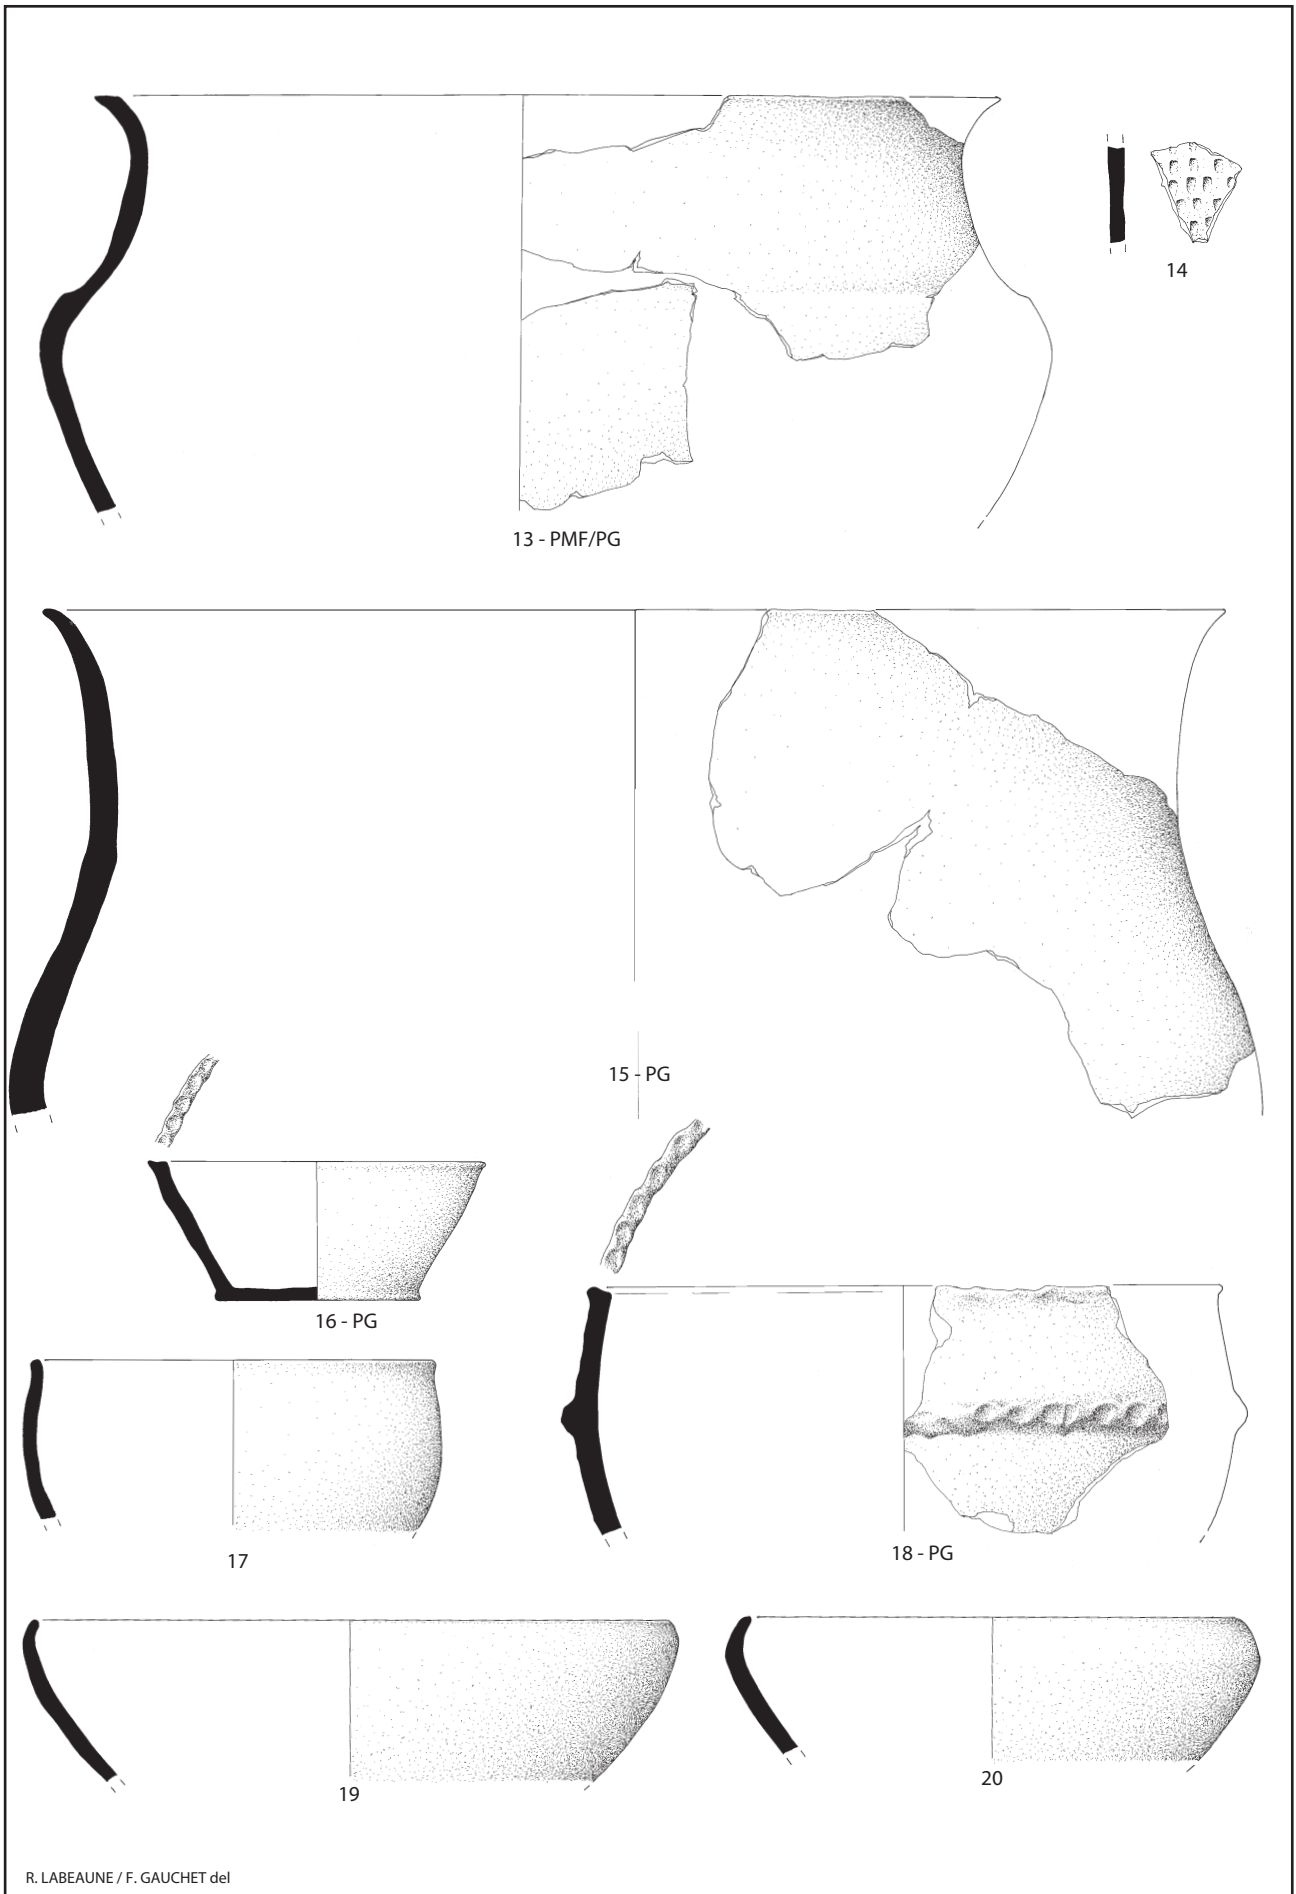 14
13 - PMF/PG
15 - PG
16 - PG
17
18 - PG
19
20
R. LABEAUNE / F. GAUCHET del